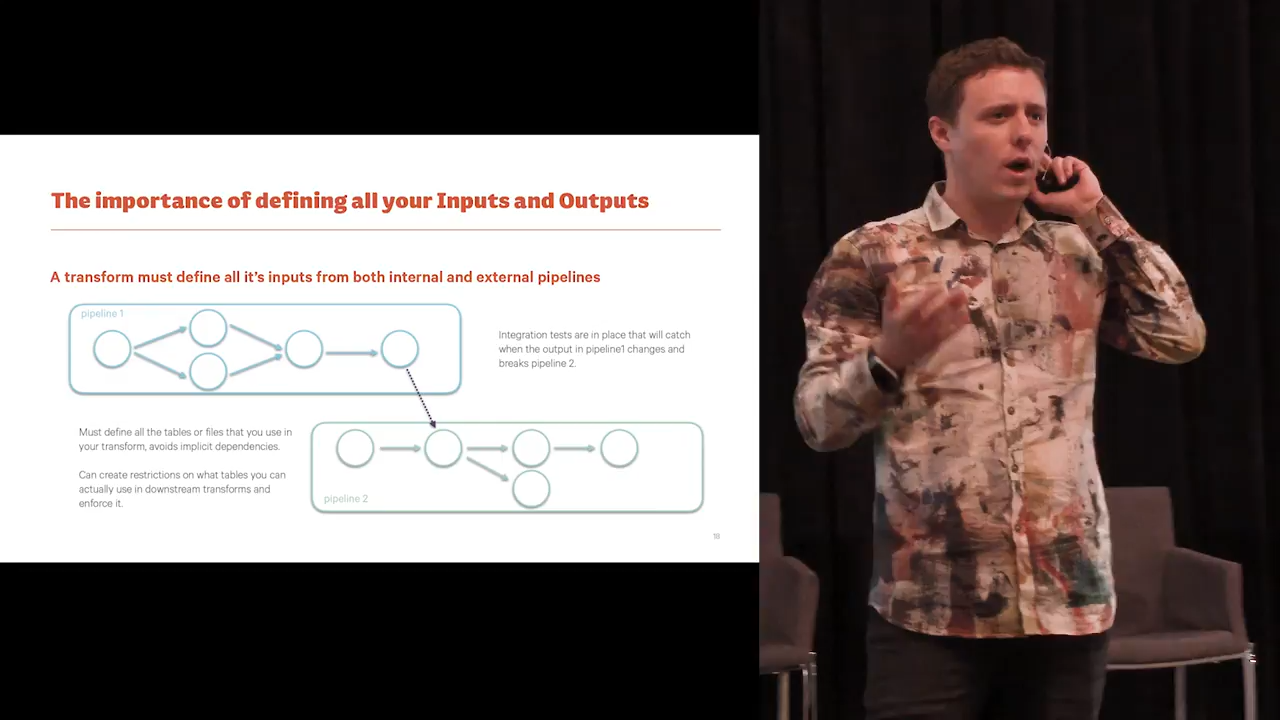 The importance of defining all your Inputs and Outputs
A transform must define all it's inputs from both internal and external pipelines
pipeline 1
Integration tests are in place that will catch
when the output in pipeline1 changes and
breaks pipeline 2.
Must define all the tables or files that you use in
your transform, avoids implicit dependencies.
Can create restrictions on what tables you can
actually use in downstream transforms and
enforce it.
pipeline 2